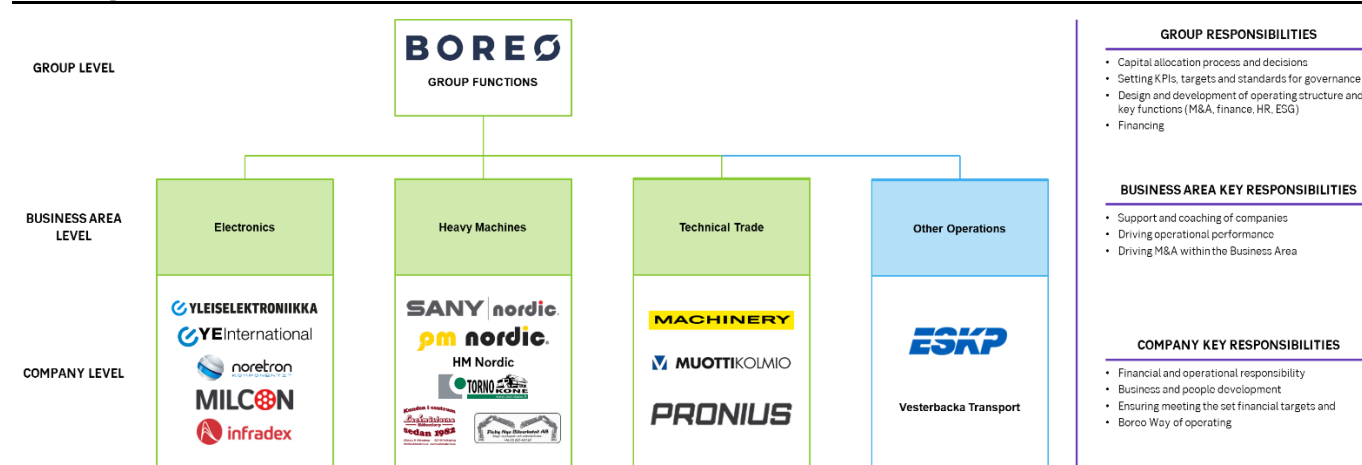 BOREO
GROUP FUNCTIONS
GROUP LEVEL
GROUP RESPONSIBILITIES
• Capital allocation process and decisions
• Setting KPIs, targets and standards for governance
• Design and development of operating structure and
key functions (M&A, finance, HR, ESG)
• Financing
BUSINESS AREA
LEVEL
Electronics
Heavy Machines
Technical Trade
Other Operations
BUSINESS AREA KEY RESPONSIBILITIES
• Support and coaching of companies
• Driving operational performance
• Driving M&A within the Business Area
COMPANY LEVEL
YLEISELEKTRONIIKKA
YEInternational
noretron
KOMPONENTIT
MILCON
infradex
SANY nordic
pm nordic.
HM Nordic
TORNO KONE
Kunden i centrum
sedan 1982
MACHINERY
MUOTTIKOLMIO
PRONIUS
ESKP
Vesterbacka Transport
COMPANY KEY RESPONSIBILITIES
• Financial and operational responsibility
• Business and people development
• Ensuring meeting the set financial targets and
• Boreo Way of operating